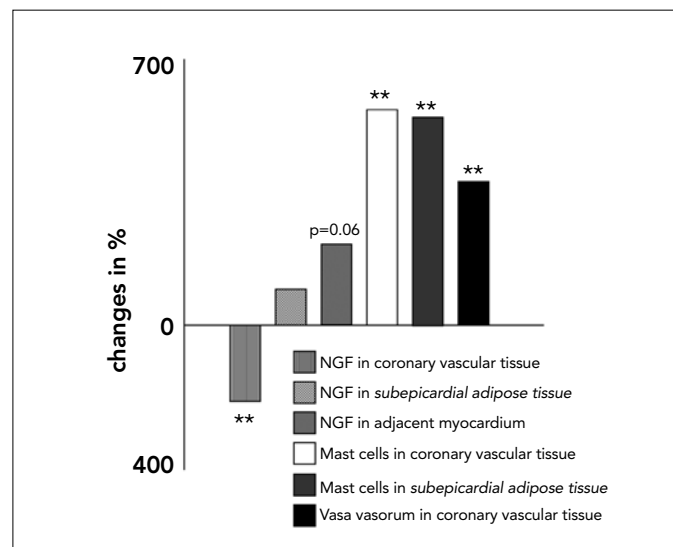 700
**
**
**
p=0.06
changes in %
0
**
400
NGF in coronary vascular tissue
NGF in subepicardial adipose tissue
NGF in adjacent myocardium
Mast cells in coronary vascular tissue
Mast cells in subepicardial adipose tissue
Vasa vasorum in coronary vascular tissue